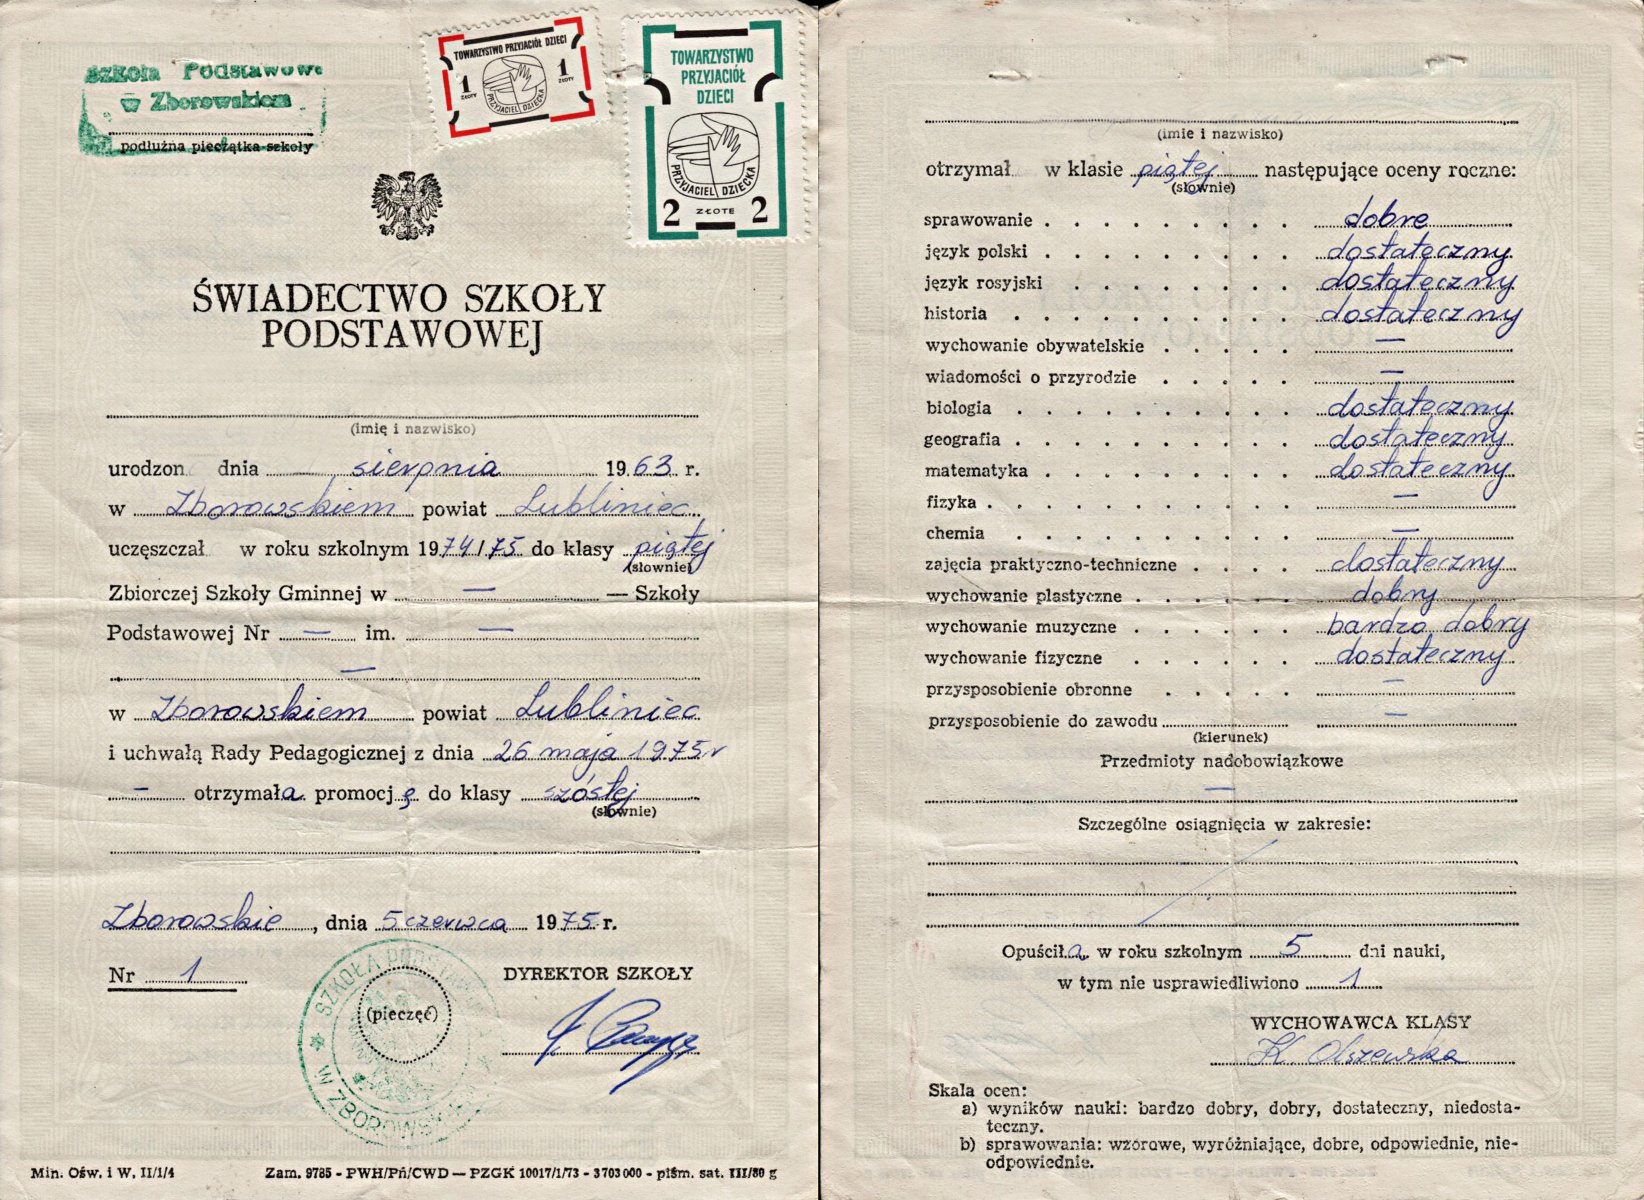 Szkoła Podstawowa
w Zborowskiem
podłużna pieczątka szkoły
TOWARZYSTWO PRZYJACIÓŁ DZIECI
1 ZŁOTY 1 ZŁOTY
PRZYJACIEL DZIECKA
TOWARZYSTWO
PRZYJACIÓŁ
DZIECI
PRZYJACIEL DZIECKA
2 ZŁOTE 2
ŚWIADECTWO SZKOŁY
PODSTAWOWEJ
(imię i nazwisko)
urodzon dnia — sierpnia 1963 r.
w Zborowskiem powiat Lubliniec
uczęszczał w roku szkolnym 1974/75 do klasy piątej
(słownie)
Zbiorczej Szkoły Gminnej w — — Szkoły
Podstawowej Nr — im. —
—
w Zborowskiem powiat Lubliniec
i uchwałą Rady Pedagogicznej z dnia 26 maja 1975 r
— otrzymała promocję do klasy szóstej
(słownie)
Zborowskie, dnia 5 czerwca 1975 r.
Nr 1
(pieczęć)
SZKOŁA PODSTAWOWA
W ZBOROWSKIEM
DYREKTOR SZKOŁY
Min. Ośw. i W. II/1/4 Zam. 9785 - PWH/Pń/CWD — PZGK 10017/1/73 - 3 703 000 - piśm. sat. III/80 g
(imię i nazwisko)
otrzymał w klasie piątej następujące oceny roczne:
(słownie)
sprawowanie . . . . . . . . . dobre
język polski . . . . . . . . . dostateczny
język rosyjski . . . . . . . . dostateczny
historia . . . . . . . . . . dostateczny
wychowanie obywatelskie . . . . . —
wiadomości o przyrodzie . . . . . —
biologia . . . . . . . . . . dostateczny
geografia . . . . . . . . . . dostateczny
matematyka . . . . . . . . . dostateczny
fizyka . . . . . . . . . . . —
chemia . . . . . . . . . . —
zajęcia praktyczno-techniczne . . . . dostateczny
wychowanie plastyczne . . . . . . dobry
wychowanie muzyczne . . . . . . bardzo dobry
wychowanie fizyczne . . . . . . dostateczny
przysposobienie obronne . . . . . —
przysposobienie do zawodu —
(kierunek)
Przedmioty nadobowiązkowe
—
Szczególne osiągnięcia w zakresie:
Opuściła w roku szkolnym 5 dni nauki,
w tym nie usprawiedliwiono 1
WYCHOWAWCA KLASY
K Olszewska
Skala ocen:
a) wyników nauki: bardzo dobry, dobry, dostateczny, niedosta-
teczny.
b) sprawowania: wzorowe, wyróżniające, dobre, odpowiednie, nie-
odpowiednie.